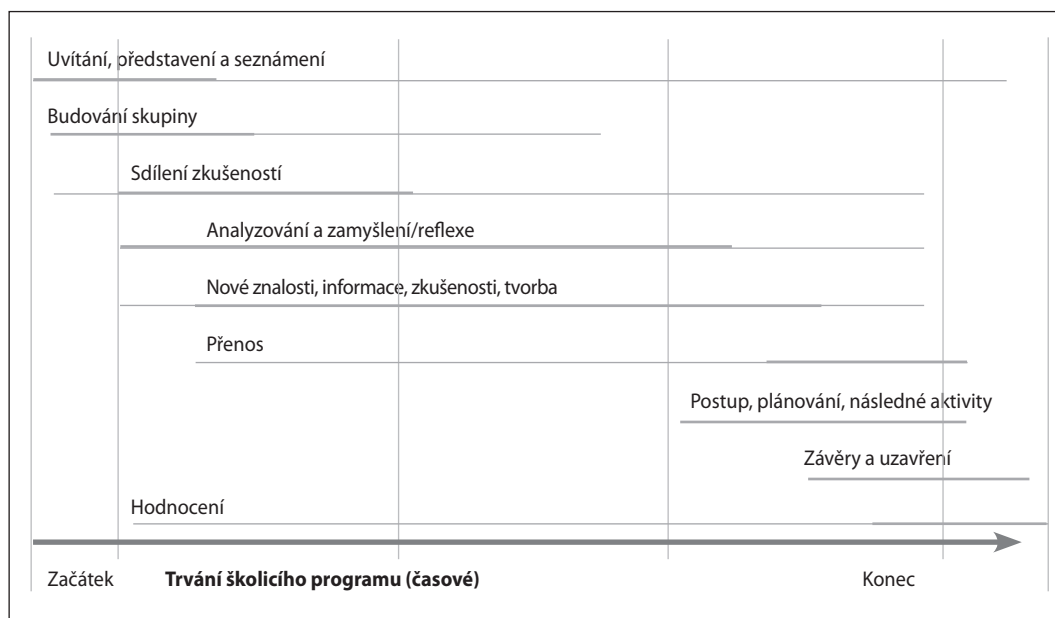 Uvítání, představení a seznámení
Budování skupiny
Sdílení zkušeností
Analyzování a zamyšlení/reflexe
Nové znalosti, informace, zkušenosti, tvorba
Přenos
Postup, plánování, následné aktivity
Závěry a uzavření
Hodnocení
Začátek Trvání školicího programu (časové) Konec